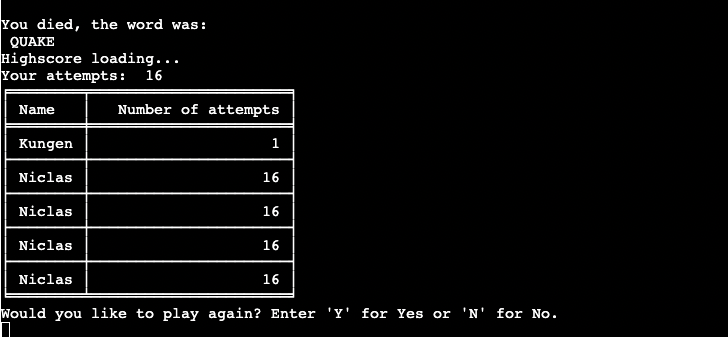 You died, the word was:
QUAKE
Highscore loading...
Your attempts:  16
Name Number of attempts
Kungen 1
Niclas 16
Niclas 16
Niclas 16
Niclas 16
Would you like to play again? Enter 'Y' for Yes or 'N' for No.